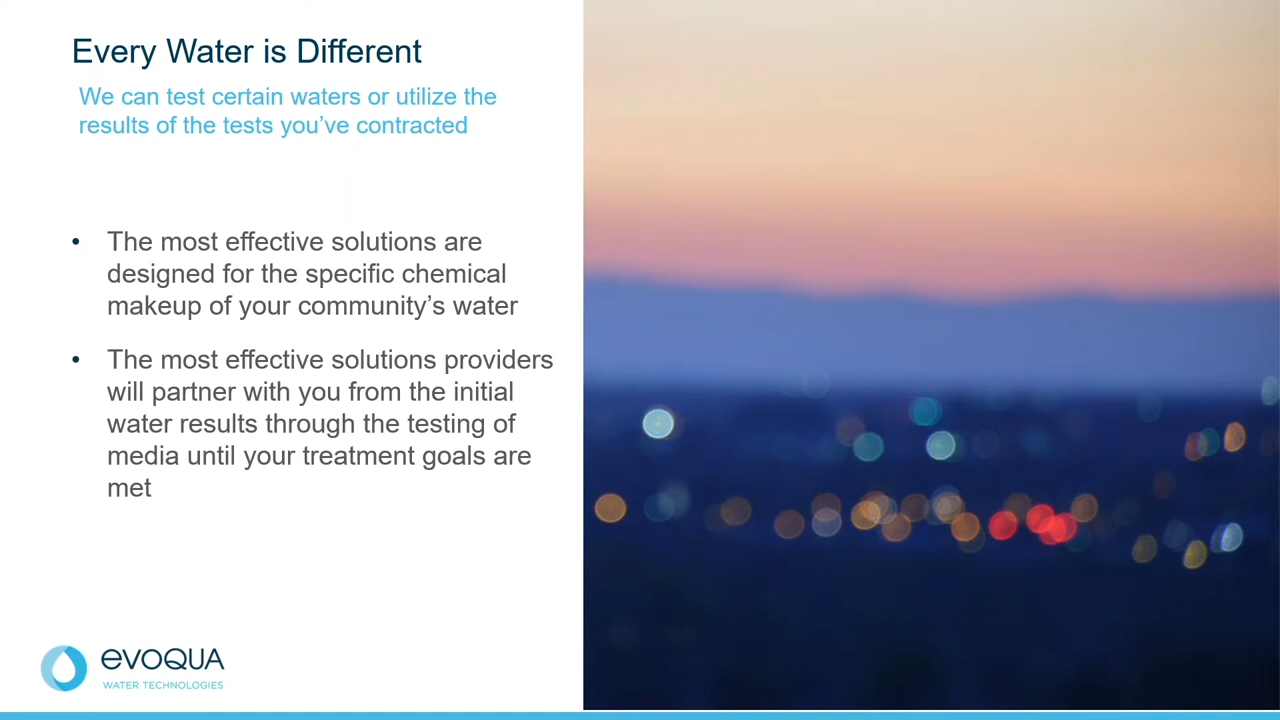 Every Water is Different
We can test certain waters or utilize the
results of the tests you’ve contracted
• The most effective solutions are
designed for the specific chemical
makeup of your community’s water
• The most effective solutions providers
will partner with you from the initial
water results through the testing of
media until your treatment goals are
met
evoqua
WATER TECHNOLOGIES